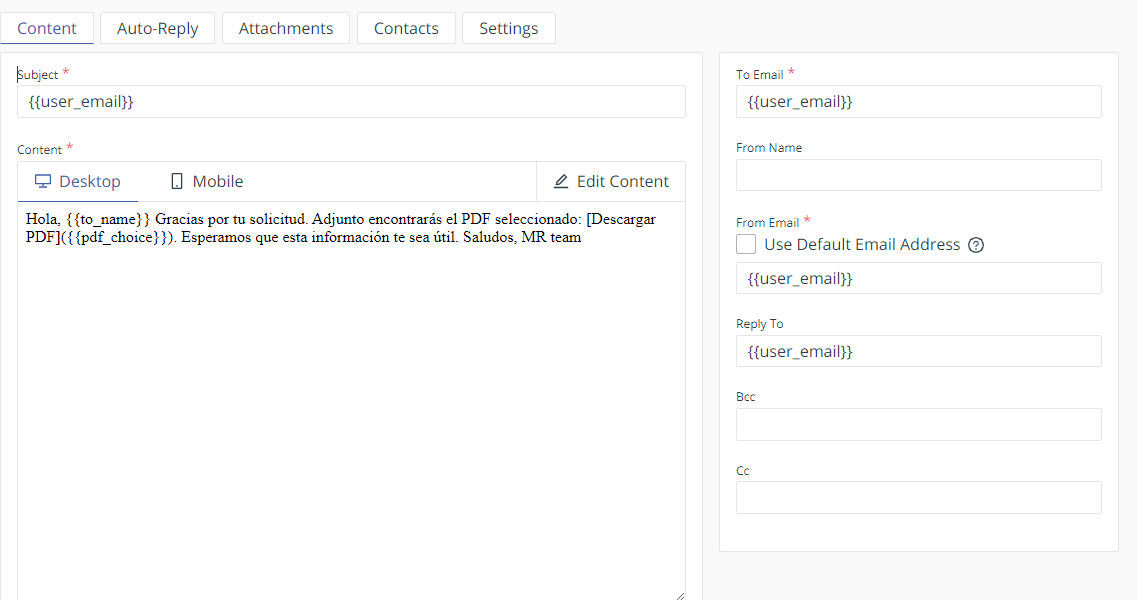 Content Auto-Reply Attachments Contacts Settings
Subject *
{{user_email}}
Content *
Desktop Mobile Edit Content
Hola, {{to_name}} Gracias por tu solicitud. Adjunto encontrarás el PDF seleccionado: [Descargar
PDF]({{pdf_choice}}). Esperamos que esta información te sea útil. Saludos, MR team
To Email *
{{user_email}}
From Name
From Email *
Use Default Email Address ?
{{user_email}}
Reply To
{{user_email}}
Bcc
Cc